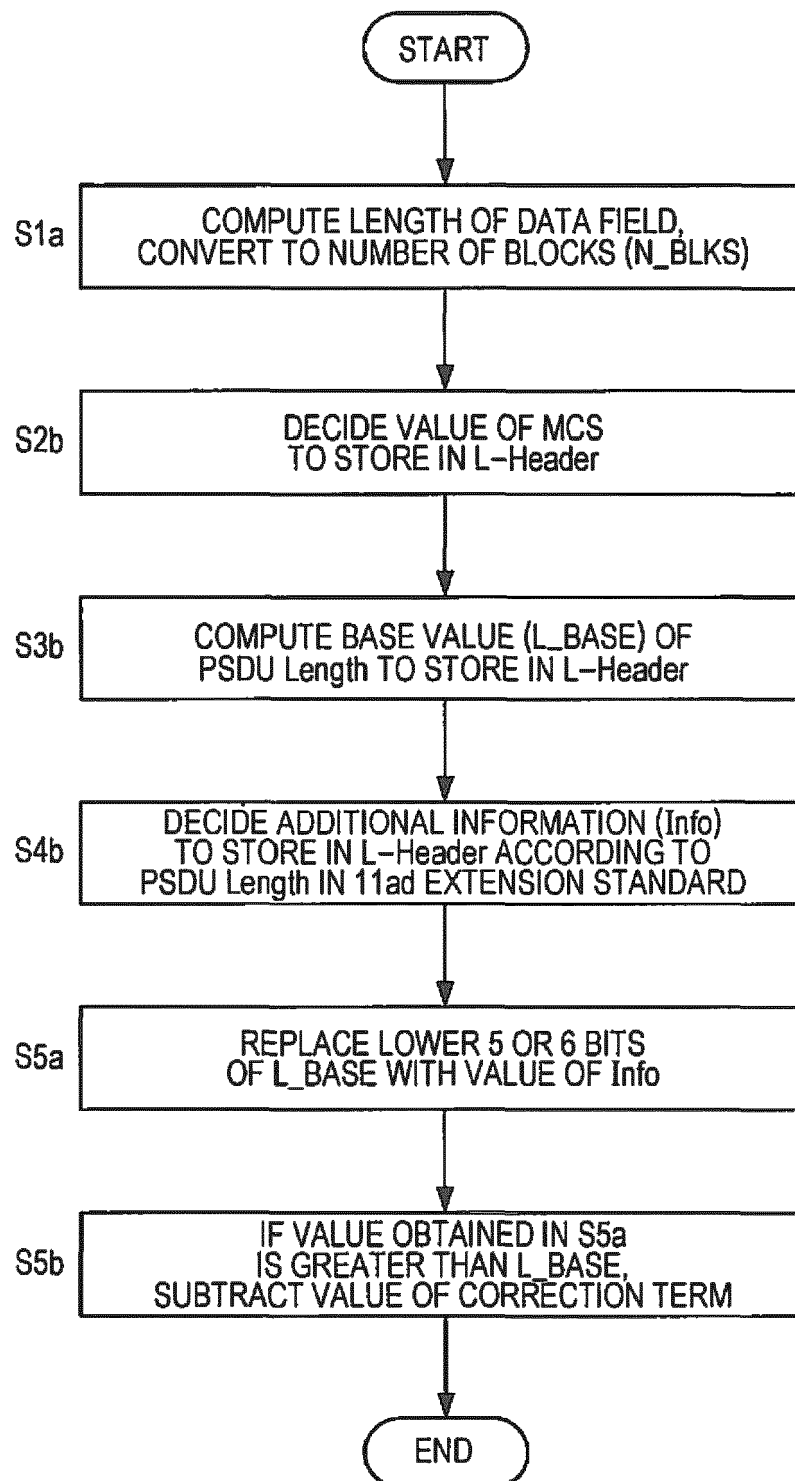 START
S1a
COMPUTE LENGTH OF DATA FIELD,
CONVERT TO NUMBER OF BLOCKS (N_BLKS)
S2b
DECIDE VALUE OF MCS
TO STORE IN L-Header
S3b
COMPUTE BASE VALUE (L_BASE) OF
PSDU Length TO STORE IN L-Header
S4b
DECIDE ADDITIONAL INFORMATION (Info)
TO STORE IN L-Header ACCORDING TO
PSDU Length IN 11ad EXTENSION STANDARD
S5a
REPLACE LOWER 5 OR 6 BITS
OF L_BASE WITH VALUE OF Info
S5b
IF VALUE OBTAINED IN S5a
IS GREATER THAN L_BASE,
SUBTRACT VALUE OF CORRECTION TERM
END